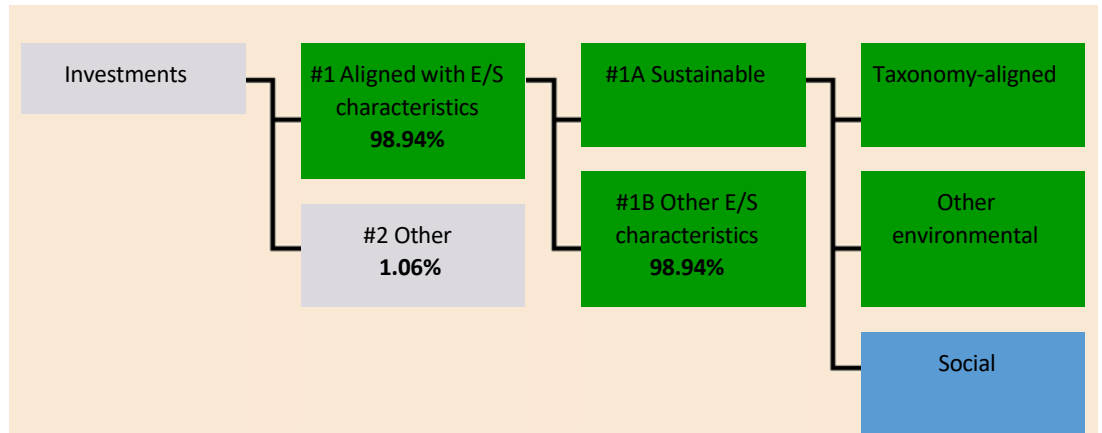 Investments
#1 Aligned with E/S
characteristics
98.94%
#2 Other
1.06%
#1A Sustainable
#1B Other E/S
characteristics
98.94%
Taxonomy-aligned
Other
environmental
Social